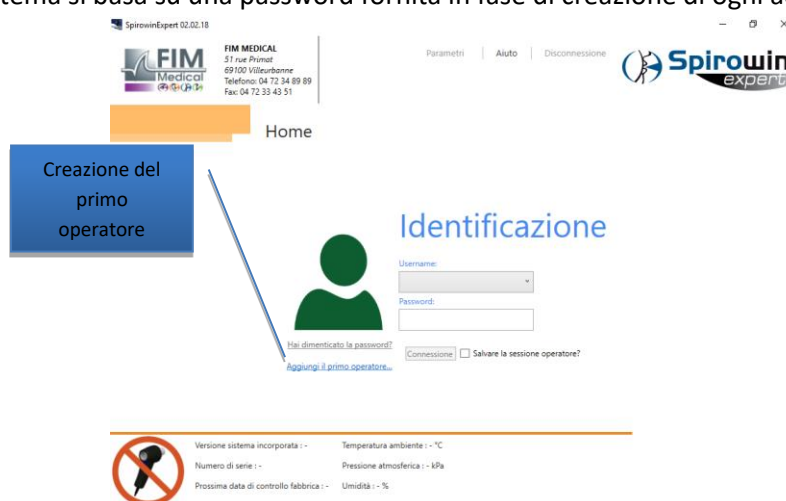 tema si basa su una password fornita in fase di creazione di ogni
SpirowinExpert 02.02.18
FIM
Medical
FIM MEDICAL
51 rue Primat
69100 Villeurbanne
Telefono: 04 72 34 89 89
Fax: 04 72 33 43 51
Parametri
Aiuto
Disconnessione
Spirowin
expert
Home
Creazione del
primo
operatore
Identificazione
Username:
Password:
Hai dimenticato la password?
Connessione
Salvare la sessione operatore?
Aggiungi il primo operatore...
Versione sistema incorporata : -
Temperatura ambiente : - °C
Numero di serie : -
Pressione atmosferica : - kPa
Prossima data di controllo fabbrica : -
Umidità : - %